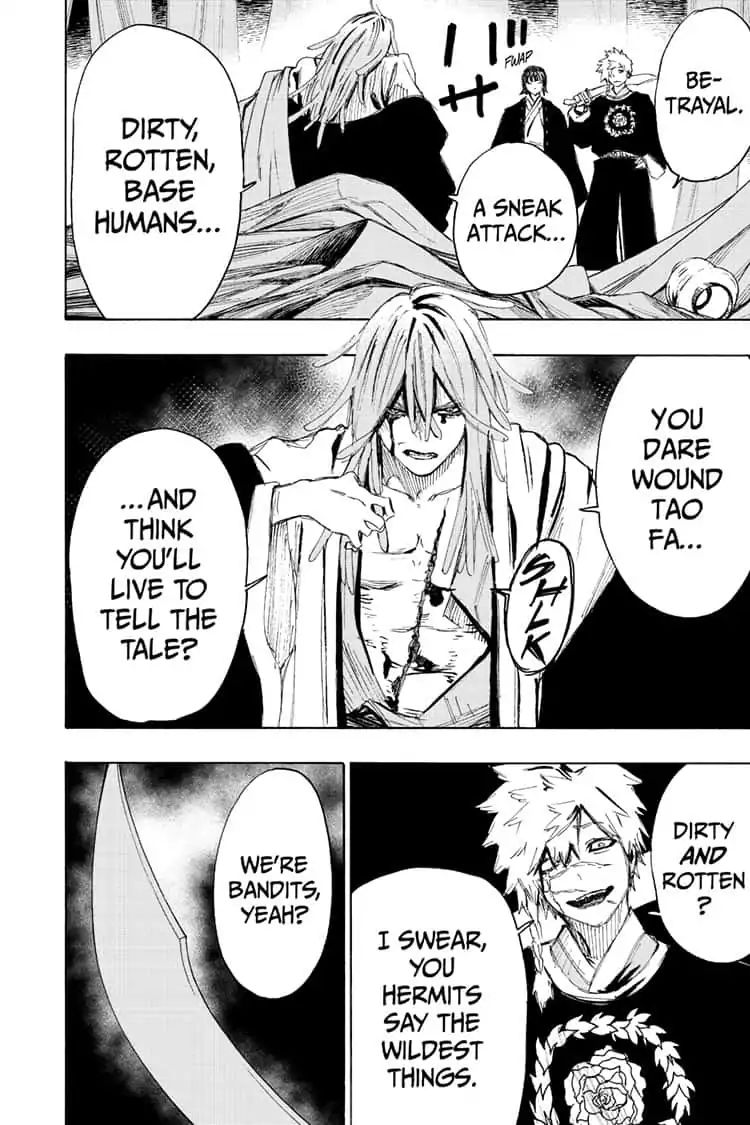 BE-
TRAYAL.
A SNEAK
ATTACK...
FWAP
バサ
DIRTY,
ROTTEN,
BASE
HUMANS...
YOU
DARE
WOUND
TAO
FA...
SHLK
...AND
THINK
YOU'LL
LIVE TO
TELL THE
TALE?
DIRTY
AND
ROTTEN
?
I SWEAR,
YOU
HERMITS
SAY THE
WILDEST
THINGS.
WE'RE
BANDITS,
YEAH?